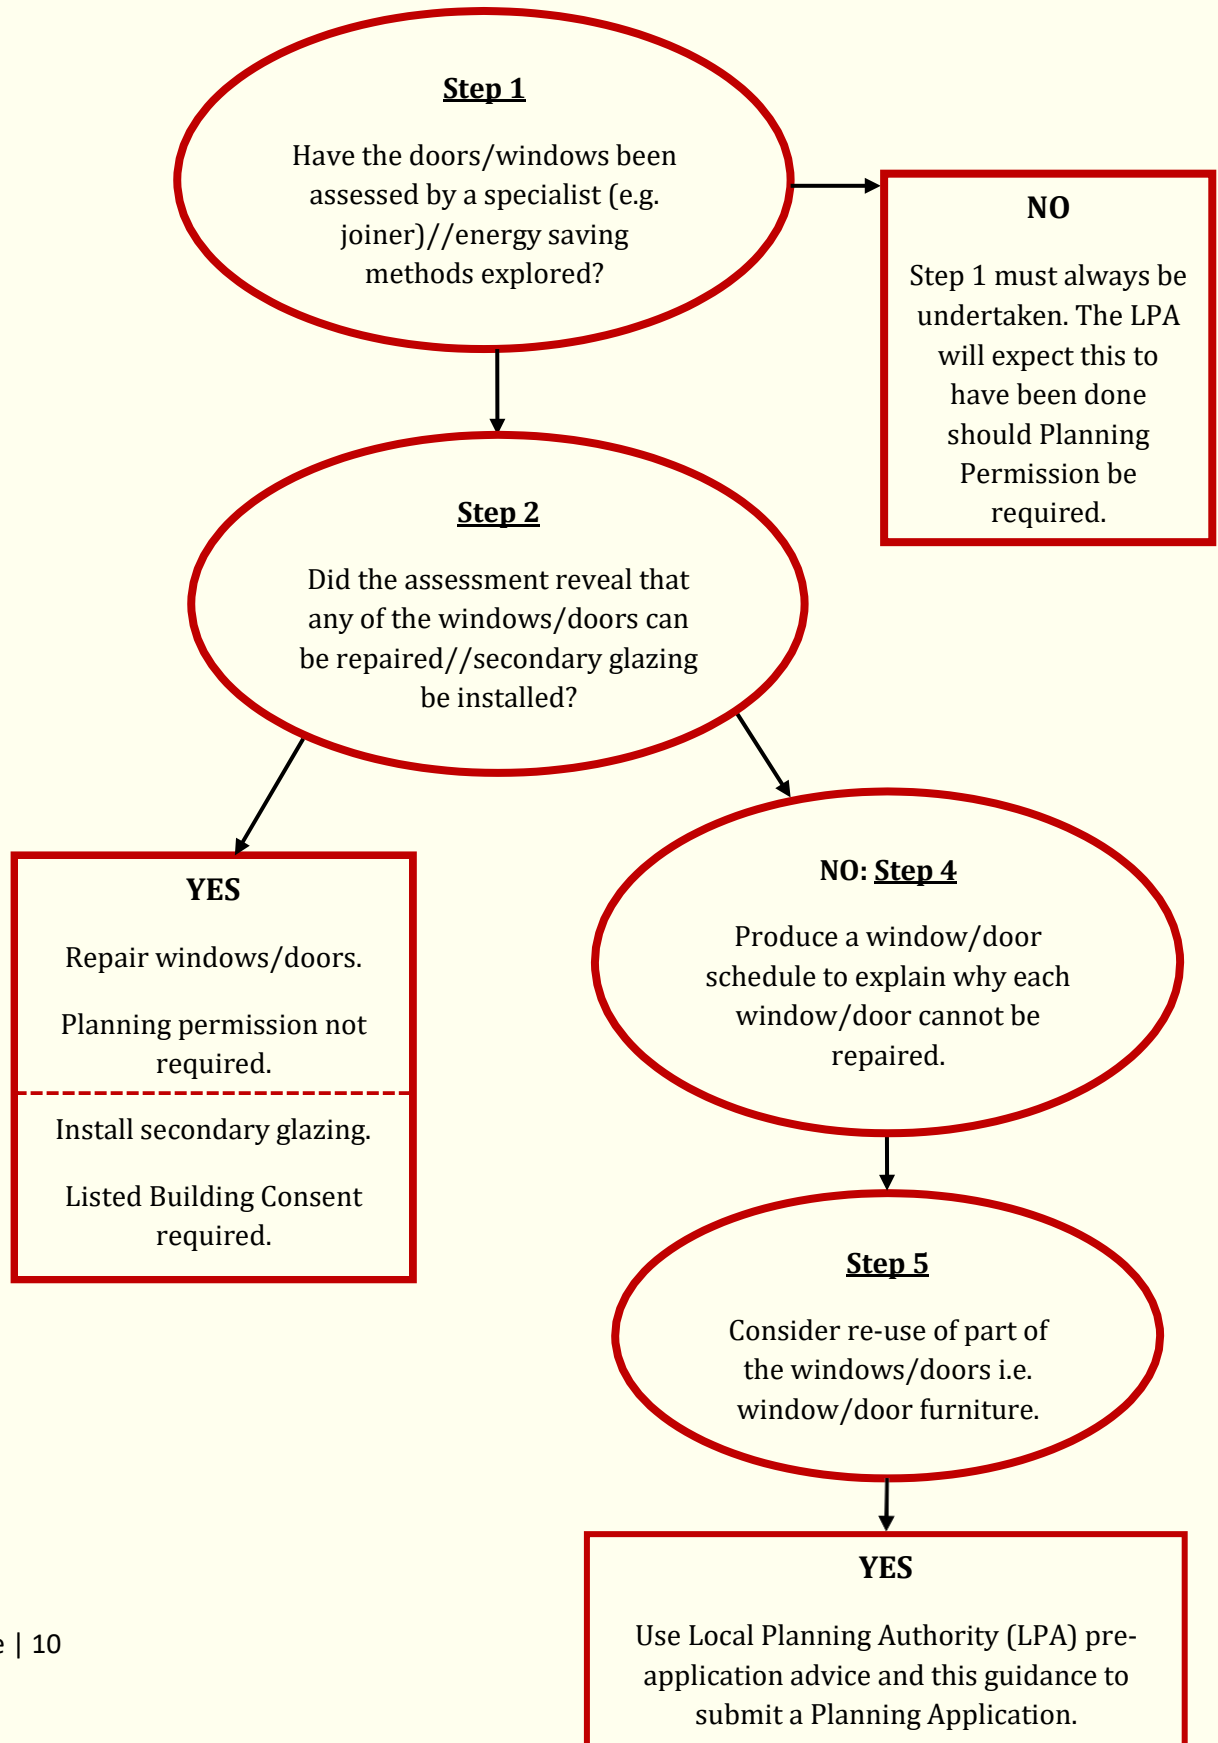 Step 1
Have the doors/windows been
assessed by a specialist (e.g.
joiner)//energy saving
methods explored?
NO
Step 1 must always be
undertaken. The LPA
will expect this to
have been done
should Planning
Permission be
required.
Step 2
Did the assessment reveal that
any of the windows/doors can
be repaired//secondary glazing
be installed?
YES
Repair windows/doors.
Planning permission not
required.
Install secondary glazing.
Listed Building Consent
required.
NO: Step 4
Produce a window/door
schedule to explain why each
window/door cannot be
repaired.
Step 5
Consider re-use of part of
the windows/doors i.e.
window/door furniture.
YES
Use Local Planning Authority (LPA) pre-
application advice and this guidance to
submit a Planning Application.
e | 10